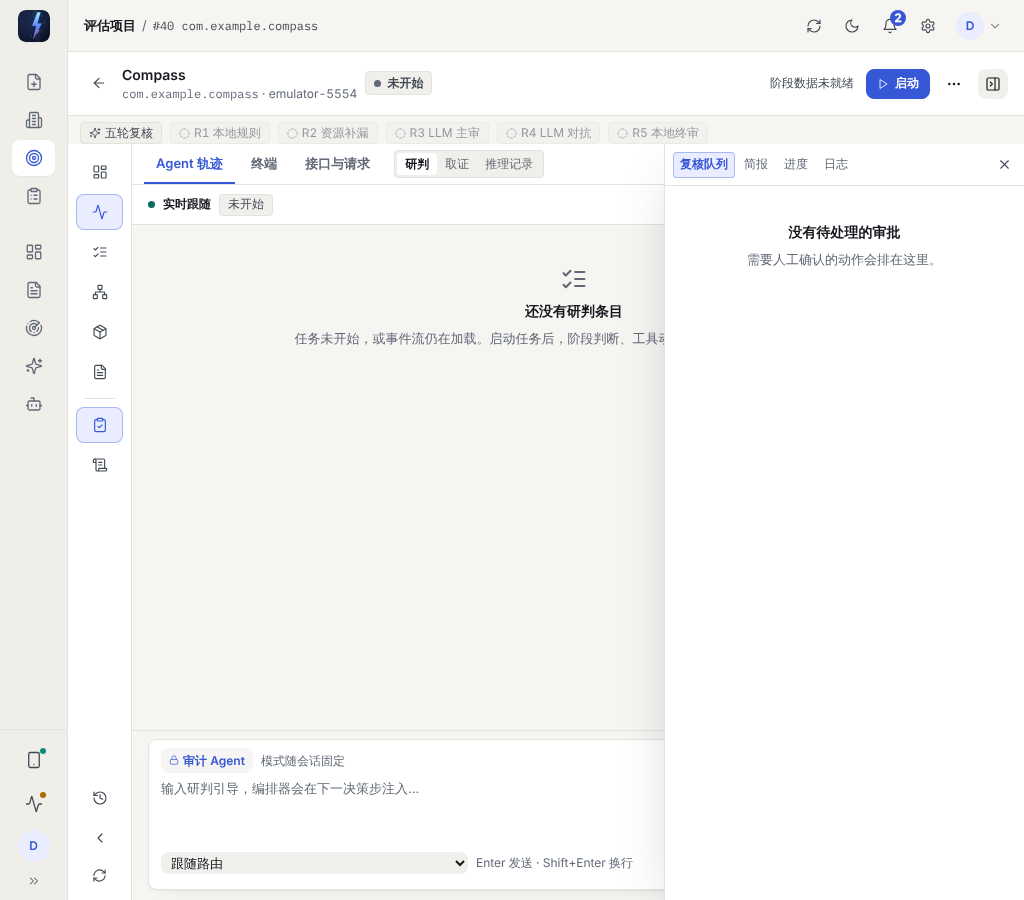 评估项目 / #40 com.example.compass
2
D
Compass
com.example.compass · emulator-5554
未开始
阶段数据未就绪
启动
五轮复核
R1 本地规则
R2 资源补漏
R3 LLM 主审
R4 LLM 对抗
R5 本地终审
Agent 轨迹
终端
接口与请求
研判
取证
推理记录
复核队列
简报
进度
日志
实时跟随
未开始
没有待处理的审批
需要人工确认的动作会排在这里。
还没有研判条目
任务未开始，或事件流仍在加载。启动任务后，阶段判断、工具
审计 Agent
模式随会话固定
输入研判引导，编排器会在下一决策步注入...
跟随路由
Enter 发送 · Shift+Enter 换行
D